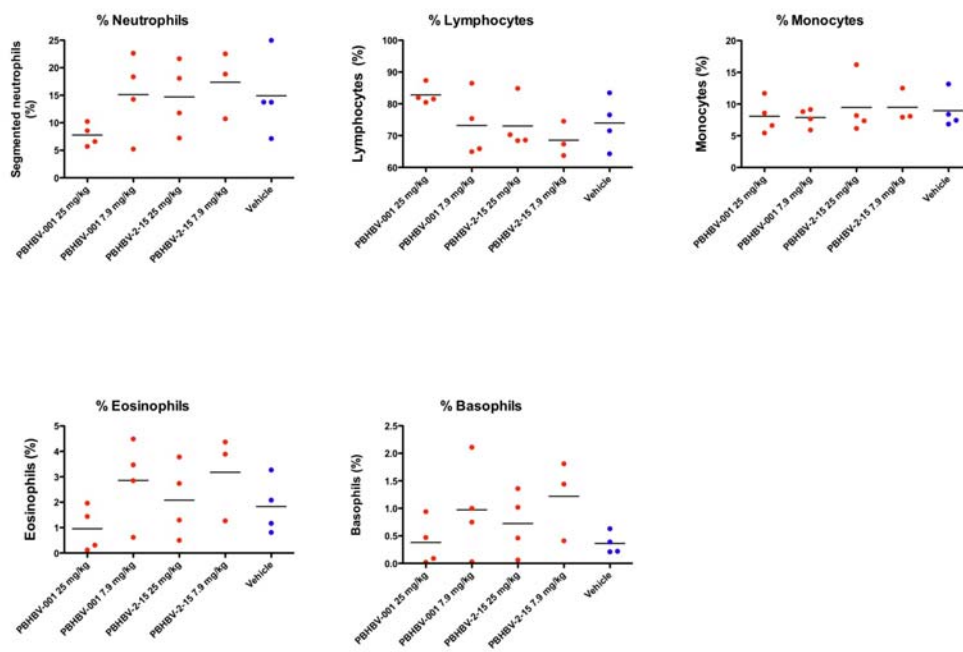 % Neutrophils
Segmented neutrophils
(%)
25
20
15
10
5
0
PBHBV-001 25 mg/kg
PBHBV-001 7.9 mg/kg
PBHBV-2-15 25 mg/kg
PBHBV-2-15 7.9 mg/kg
Vehicle
% Lymphocytes
Lymphocytes (%)
100
90
80
70
60
PBHBV-001 25 mg/kg
PBHBV-001 7.9 mg/kg
PBHBV-2-15 25 mg/kg
PBHBV-2-15 7.9 mg/kg
Vehicle
% Monocytes
Monocytes (%)
20
15
10
5
0
PBHBV-001 25 mg/kg
PBHBV-001 7.9 mg/kg
PBHBV-2-15 25 mg/kg
PBHBV-2-15 7.9 mg/kg
Vehicle
% Eosinophils
Eosinophils (%)
5
4
3
2
1
0
PBHBV-001 25 mg/kg
PBHBV-001 7.9 mg/kg
PBHBV-2-15 25 mg/kg
PBHBV-2-15 7.9 mg/kg
Vehicle
% Basophils
Basophils (%)
2.5
2.0
1.5
1.0
0.5
0.0
PBHBV-001 25 mg/kg
PBHBV-001 7.9 mg/kg
PBHBV-2-15 25 mg/kg
PBHBV-2-15 7.9 mg/kg
Vehicle